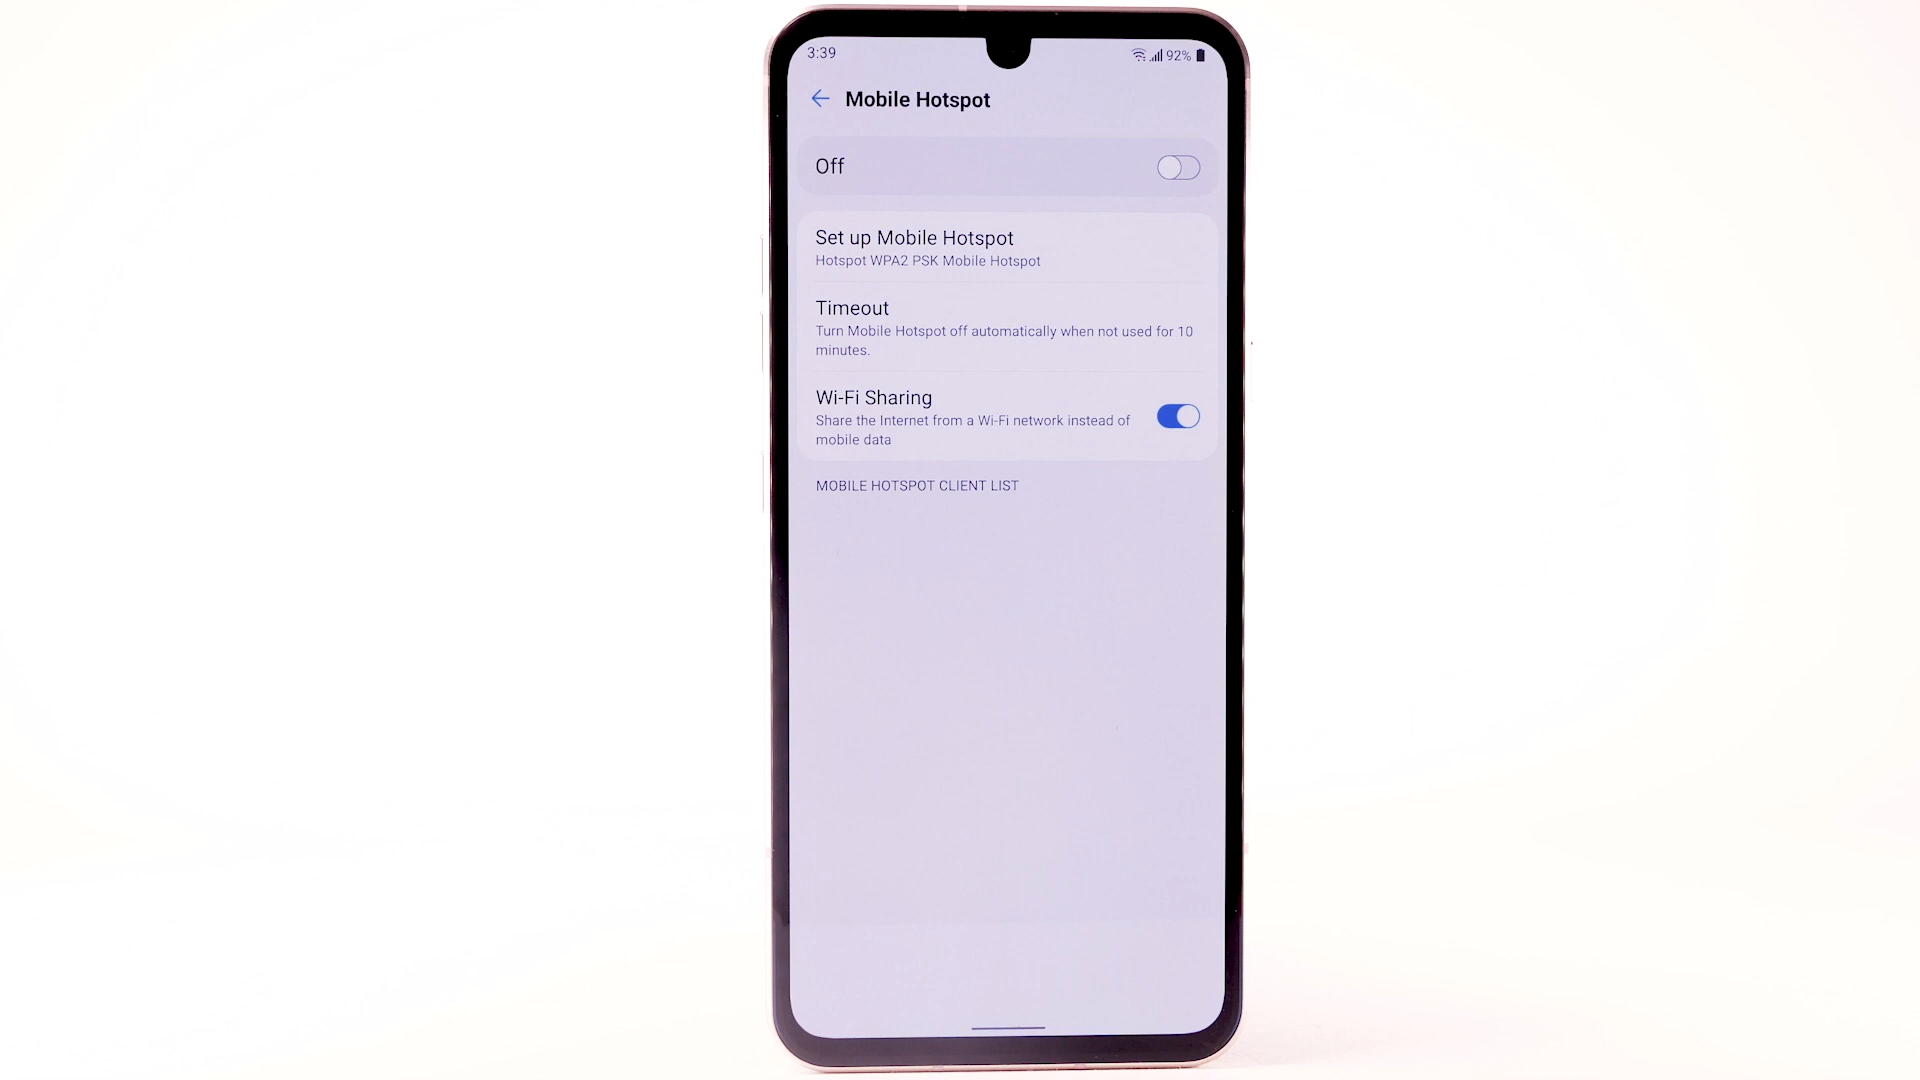 3:39
92%
Mobile Hotspot
Off
Set up Mobile Hotspot
Hotspot WPA2 PSK Mobile Hotspot
Timeout
Turn Mobile Hotspot off automatically when not used for 10
minutes.
Wi-Fi Sharing
Share the Internet from a Wi-Fi network instead of
mobile data
MOBILE HOTSPOT CLIENT LIST